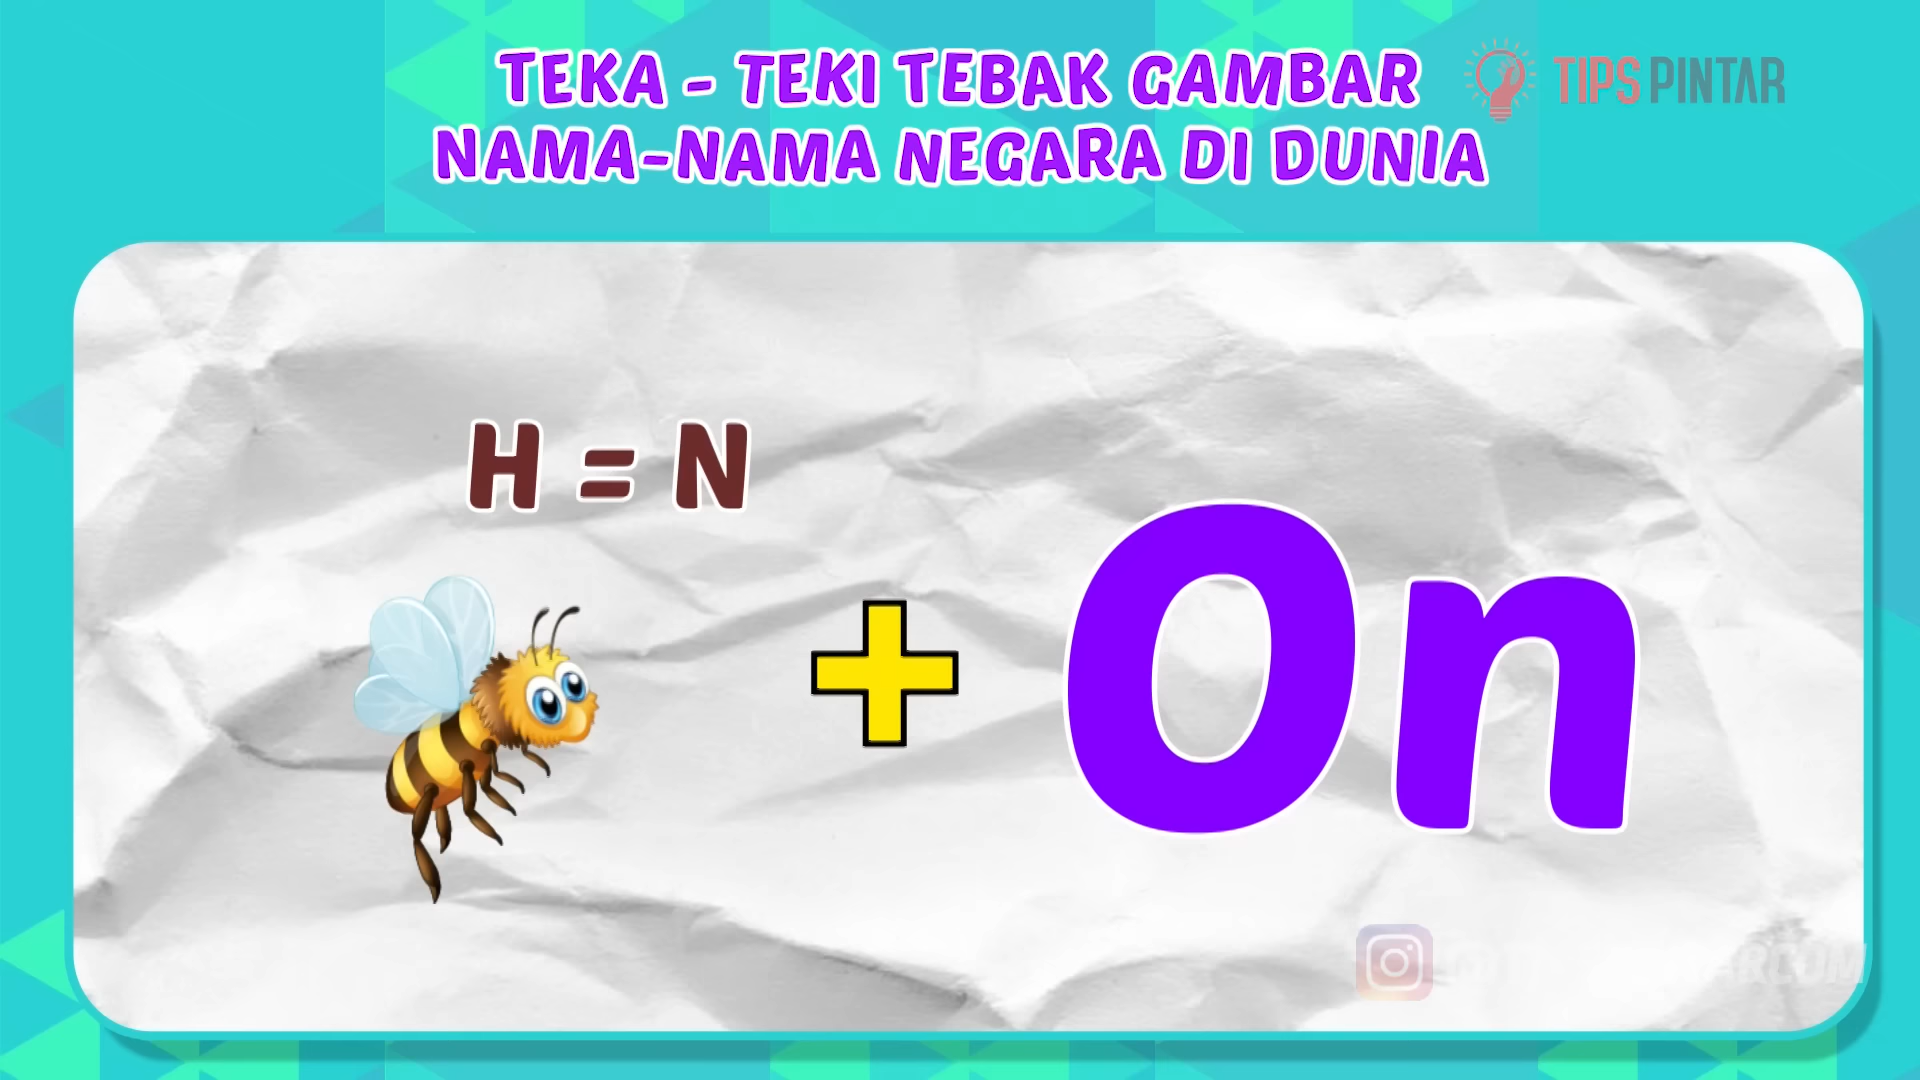 TEKA - TEKI TEBAK GAMBAR
NAMA-NAMA NEGARA DI DUNIA
TIPS PINTAR
H = N
On